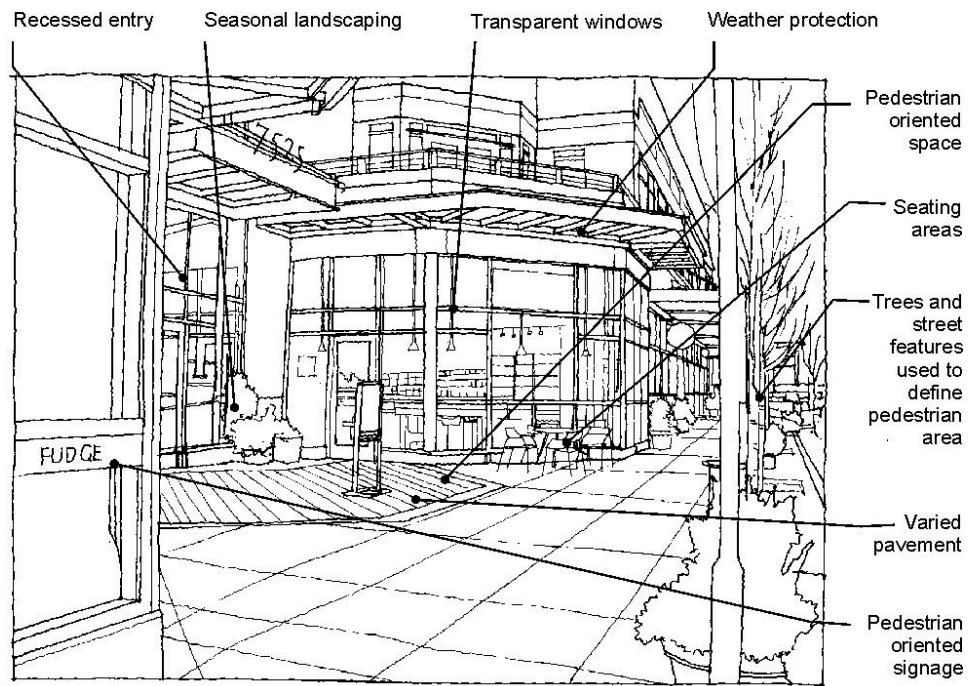 Recessed entry
Seasonal landscaping
Transparent windows
Weather protection
Pedestrian
oriented
space
Seating
areas
Trees and
street
features
used to
define
pedestrian
area
Varied
pavement
Pedestrian
oriented
signage
7525
FUDGE